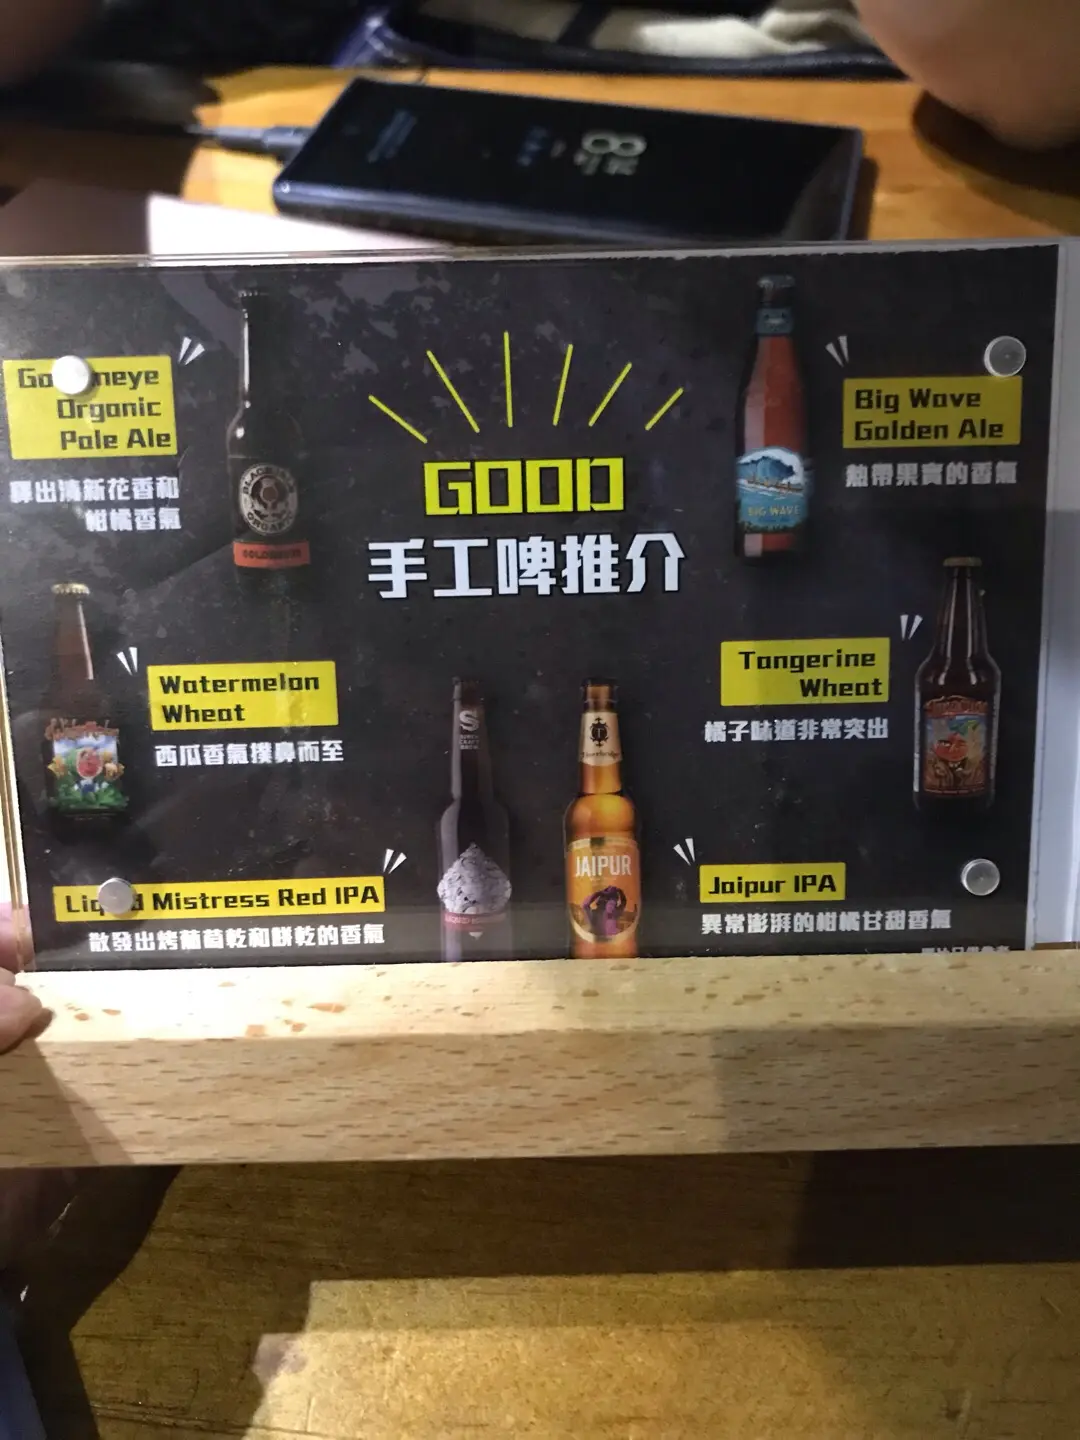 GOOD
手工啤推介
Organic
Pale Ale
釋出清新花香和
柑橘香氣
Big Wave
Golden Ale
熱帶果實的香氣
BIG WAVE
Watermelon
Wheat
西瓜香氣撲鼻而至
Tangerine
Wheat
橘子味道非常突出
Mistress Red IPA
散發出烤葡萄乾和餅乾的香氣
JAIPUR
Jaipur IPA
異常澎湃的柑橘甘甜香氣